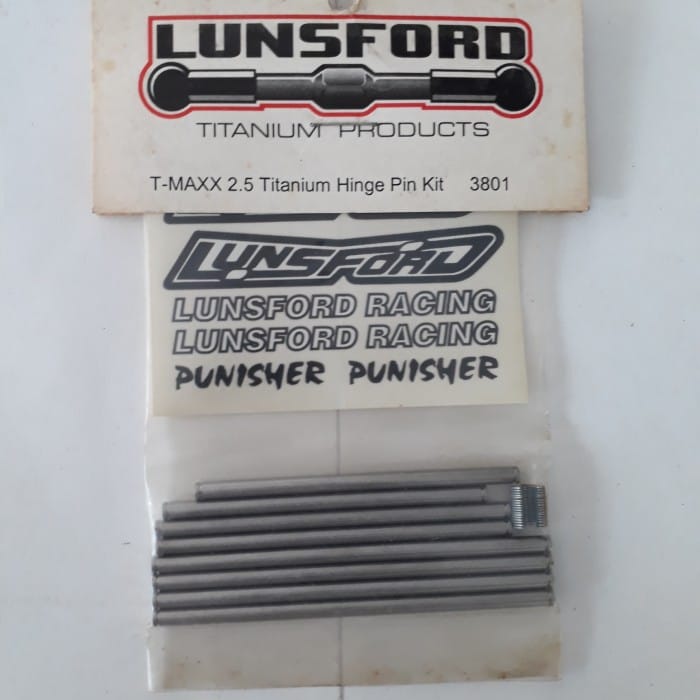 LUNSFORD
TITANIUM PRODUCTS
T-MAXX 2.5 Titanium Hinge Pin Kit 3801
LUNSFORD
LUNSFORD RACING
LUNSFORD RACING
PUNISHER PUNISHER